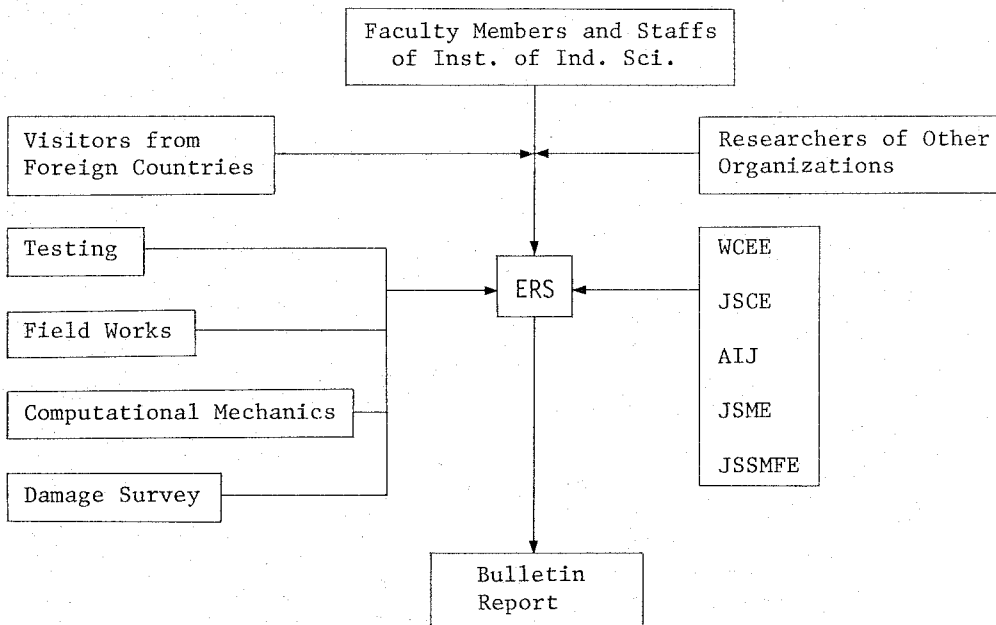 Faculty Members and Staffs
of Inst. of Ind. Sci.
Visitors from
Foreign Countries
Researchers of Other
Organizations
Testing
Field Works
Computational Mechanics
Damage Survey
ERS
WCEE
JSCE
AIJ
JSME
JSSMFE
Bulletin
Report